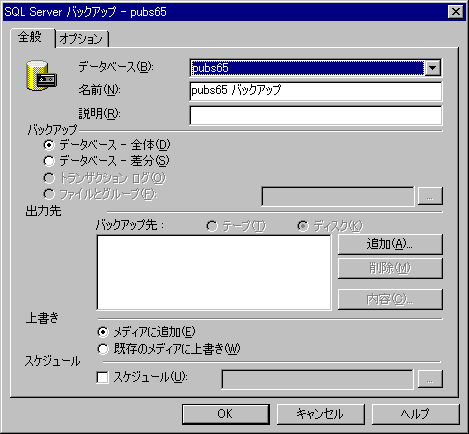 SQL Server バックアップ - pubs65
全般 オプション
データベース(B): pubs65
名前(N): pubs65 バックアップ
説明(R):
バックアップ
データベース - 全体(D)
データベース - 差分(S)
トランザクション ログ(O)
ファイルとグループ(F): ...
出力先
バックアップ先 : テープ(T) ディスク(K)
追加(A)...
削除(M)
内容(C)...
上書き
メディアに追加(E)
既存のメディアに上書き(W)
スケジュール
スケジュール(U): ...
OK キャンセル ヘルプ